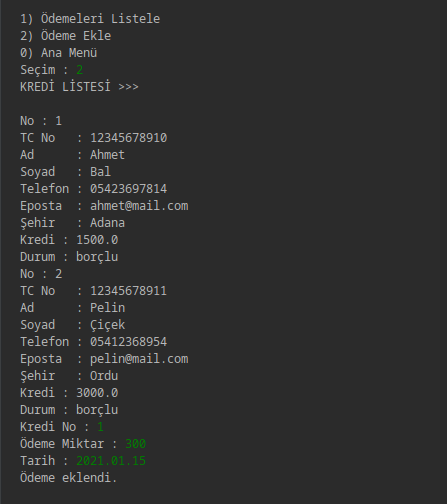 1) Ödemeleri Listele
2) Ödeme Ekle
0) Ana Menü
Seçim : 2
KREDİ LİSTESİ >>>

No : 1
TC No   : 12345678910
Ad      : Ahmet
Soyad   : Bal
Telefon : 05423697814
Eposta  : ahmet@mail.com
Şehir   : Adana
Kredi : 1500.0
Durum : borçlu
No : 2
TC No   : 12345678911
Ad      : Pelin
Soyad   : Çiçek
Telefon : 05412368954
Eposta  : pelin@mail.com
Şehir   : Ordu
Kredi : 3000.0
Durum : borçlu
Kredi No : 1
Ödeme Miktar : 300
Tarih : 2021.01.15
Ödeme eklendi.